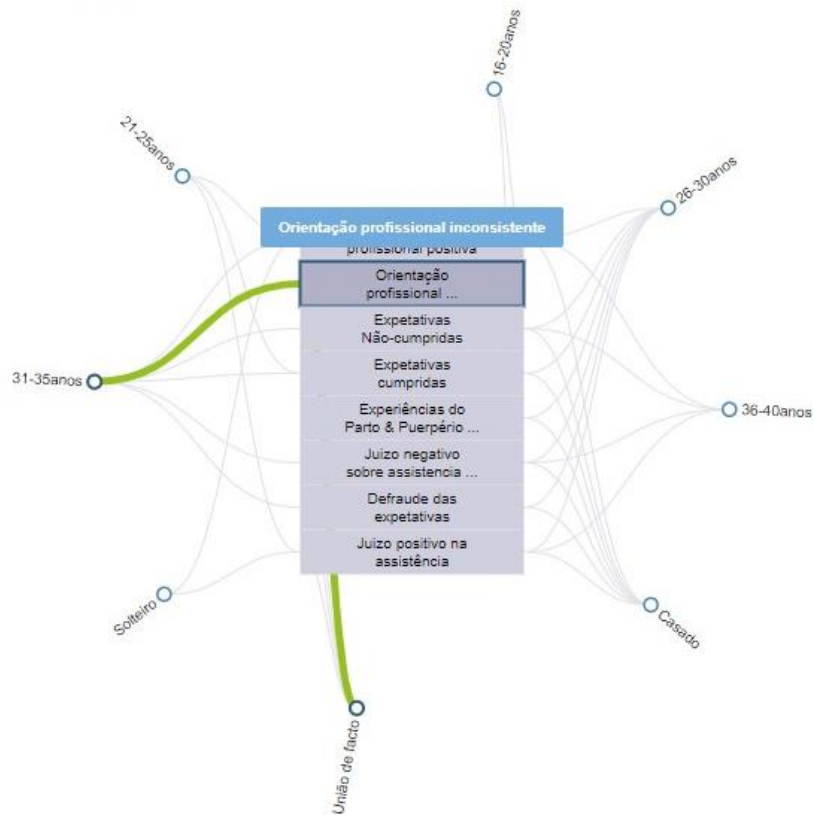 16-20anos
21-25anos
26-30anos
Orientação profissional inconsistente
profissional positiva
Orientação
profissional ...
Expetativas
Não-cumpridas
31-35anos
Expetativas
cumpridas
36-40anos
Experiências do
Parto & Puerpério ...
Juizo negativo
sobre assistencia ...
Defraude das
expetativas
Juizo positivo na
assistência
Solteiro
Casado
União de facto